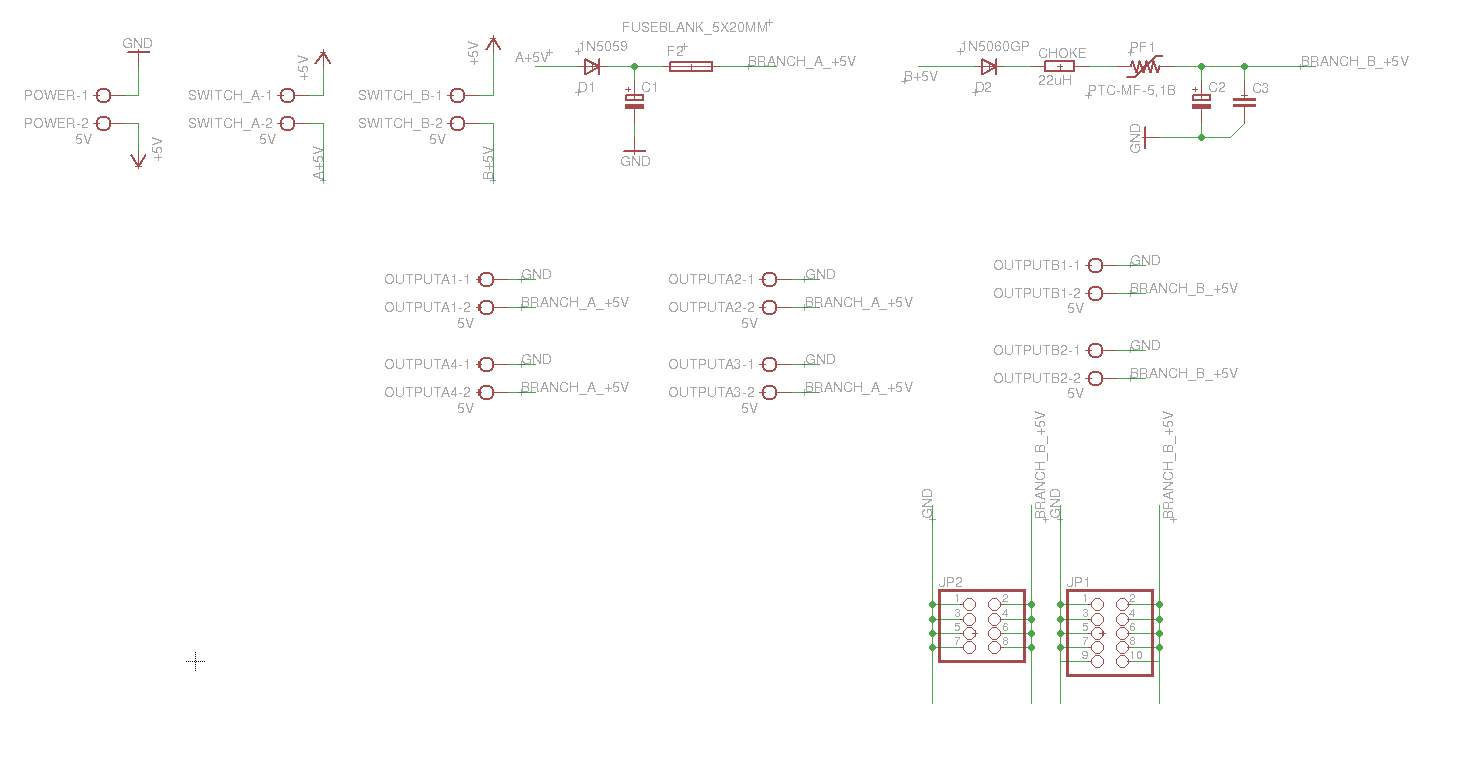 FUSEBLANK_5X20MM
GND
+5V
+5V
A+5V
1N5059
F2
BRANCH_A_+5V
1N5060GP
CHOKE
PF1
BRANCH_B_+5V
B+5V
D1
C1
D2
22uH
PTC-MF-5,1B
C2
C3
POWER-1
SWITCH_A-1
SWITCH_B-1
POWER-2
SWITCH_A-2
SWITCH_B-2
5V
5V
5V
+5V
A+5V
B+5V
GND
GND
OUTPUTA1-1
GND
OUTPUTA2-1
GND
OUTPUTB1-1
GND
OUTPUTA1-2
BRANCH_A_+5V
OUTPUTA2-2
BRANCH_A_+5V
OUTPUTB1-2
BRANCH_B_+5V
5V
5V
5V
OUTPUTA4-1
GND
OUTPUTA3-1
GND
OUTPUTB2-1
GND
OUTPUTA4-2
BRANCH_A_+5V
OUTPUTA3-2
BRANCH_A_+5V
OUTPUTB2-2
BRANCH_B_+5V
5V
5V
5V
GND
BRANCH_B_+5V
GND
BRANCH_B_+5V
JP2
1 2
3 4
5 6
7 8
JP1
1 2
3 4
5 6
7 8
9 10